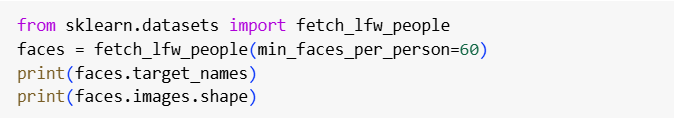 from sklearn.datasets import fetch_lfw_people
faces = fetch_lfw_people(min_faces_per_person=60)
print(faces.target_names)
print(faces.images.shape)